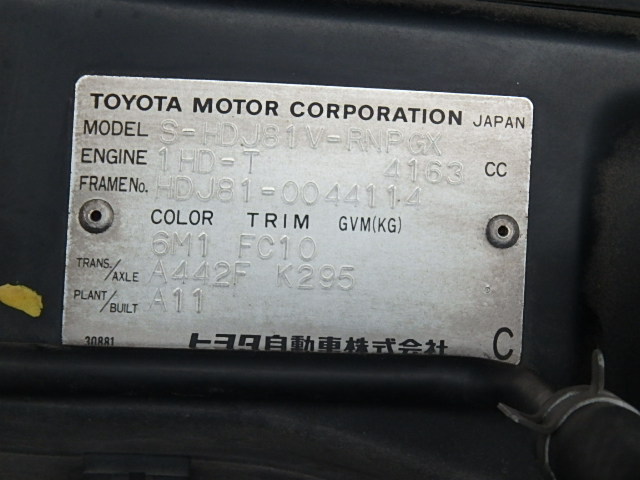 TOYOTA MOTOR CORPORATION JAPAN
MODEL S-HDJ81V-RNPGX
ENGINE 1HD-T 4163 CC
FRAME No. HDJ81-0044114
COLOR TRIM GVM(KG)
6M1 FC10
TRANS./AXLE A442F K295
PLANT/BUILT A11
30881 トヨタ自動車株式会社 C